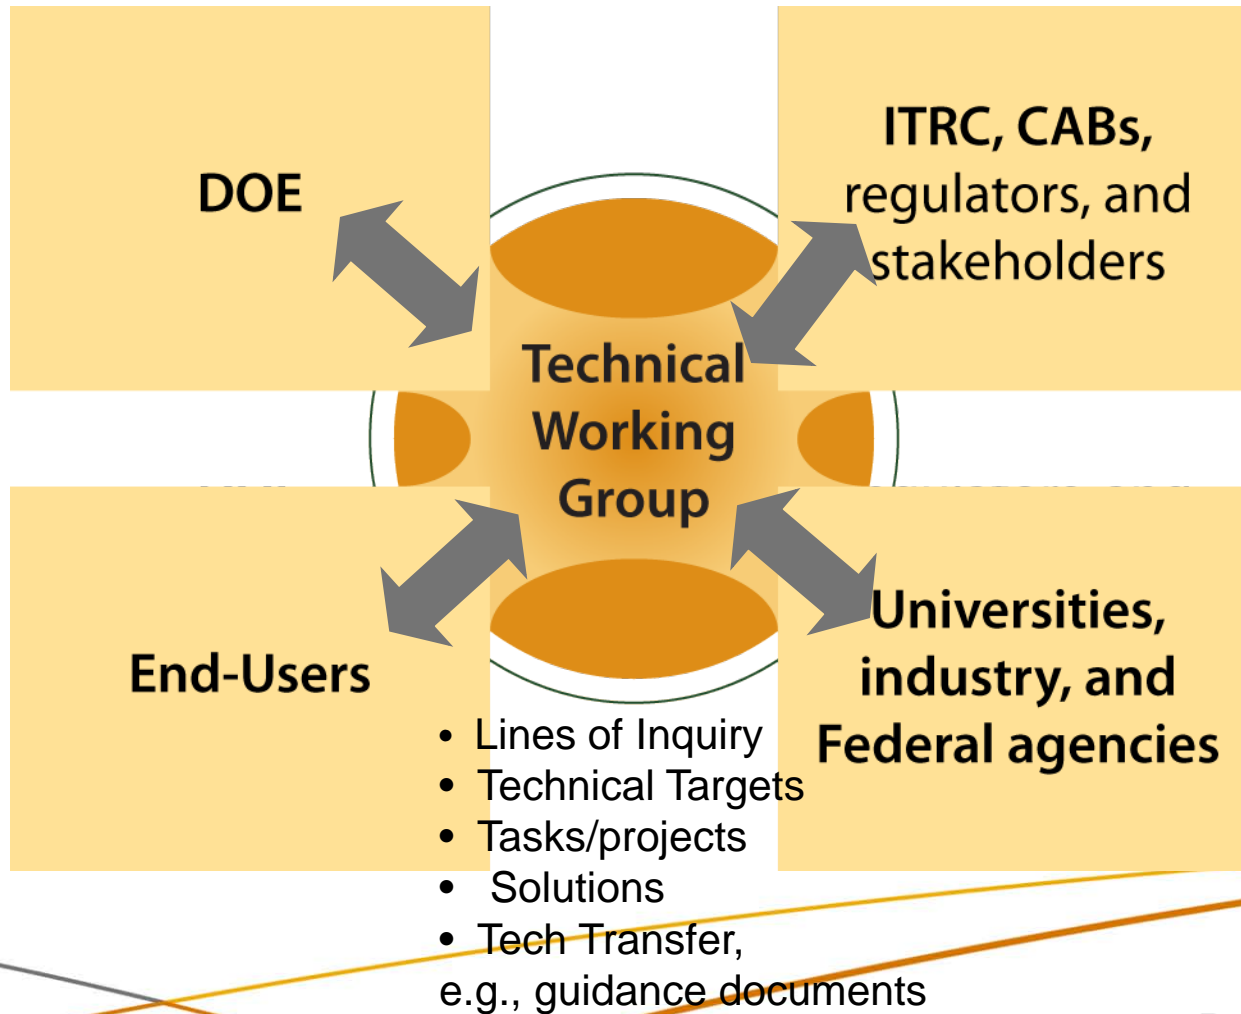 DOE
ITRC, CABs,
regulators, and
stakeholders
Technical
Working
Group
End-Users
Universities,
industry, and
Federal agencies
• Lines of Inquiry
• Technical Targets
• Tasks/projects
• Solutions
• Tech Transfer,
e.g., guidance documents